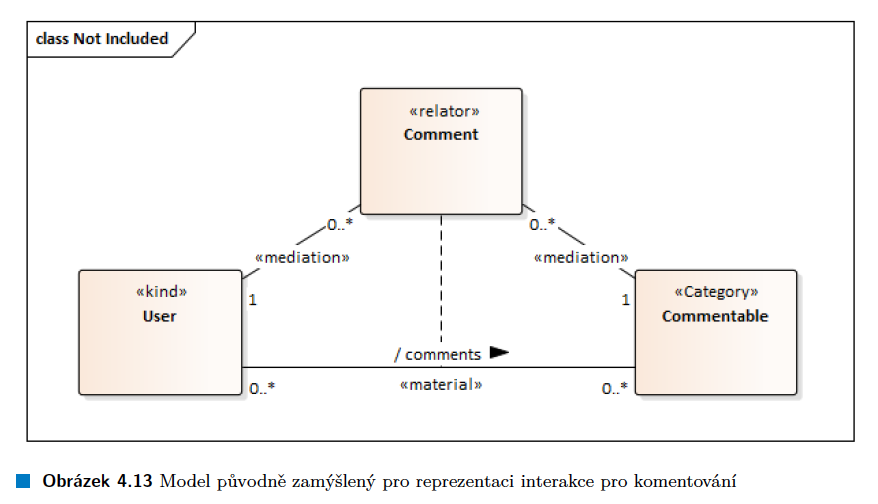 class Not Included
«relator»
Comment
0..*
0..*
«mediation»
«mediation»
«kind»
User
1
1
«Category»
Commentable
/ comments
«material»
0..*
0..*
Obrázek 4.13 Model původně zamýšlený pro reprezentaci interakce pro komentování